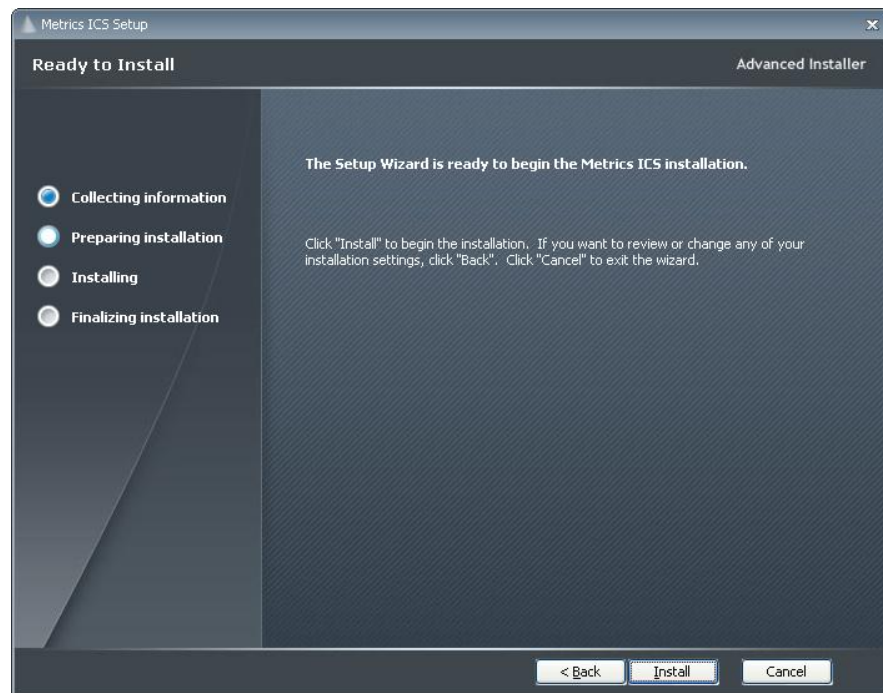 Metrics ICS Setup
Ready to Install
Advanced Installer
Collecting information
Preparing installation
Installing
Finalizing installation
The Setup Wizard is ready to begin the Metrics ICS installation.
Click "Install" to begin the installation. If you want to review or change any of your
installation settings, click "Back". Click "Cancel" to exit the wizard.
< Back
Install
Cancel